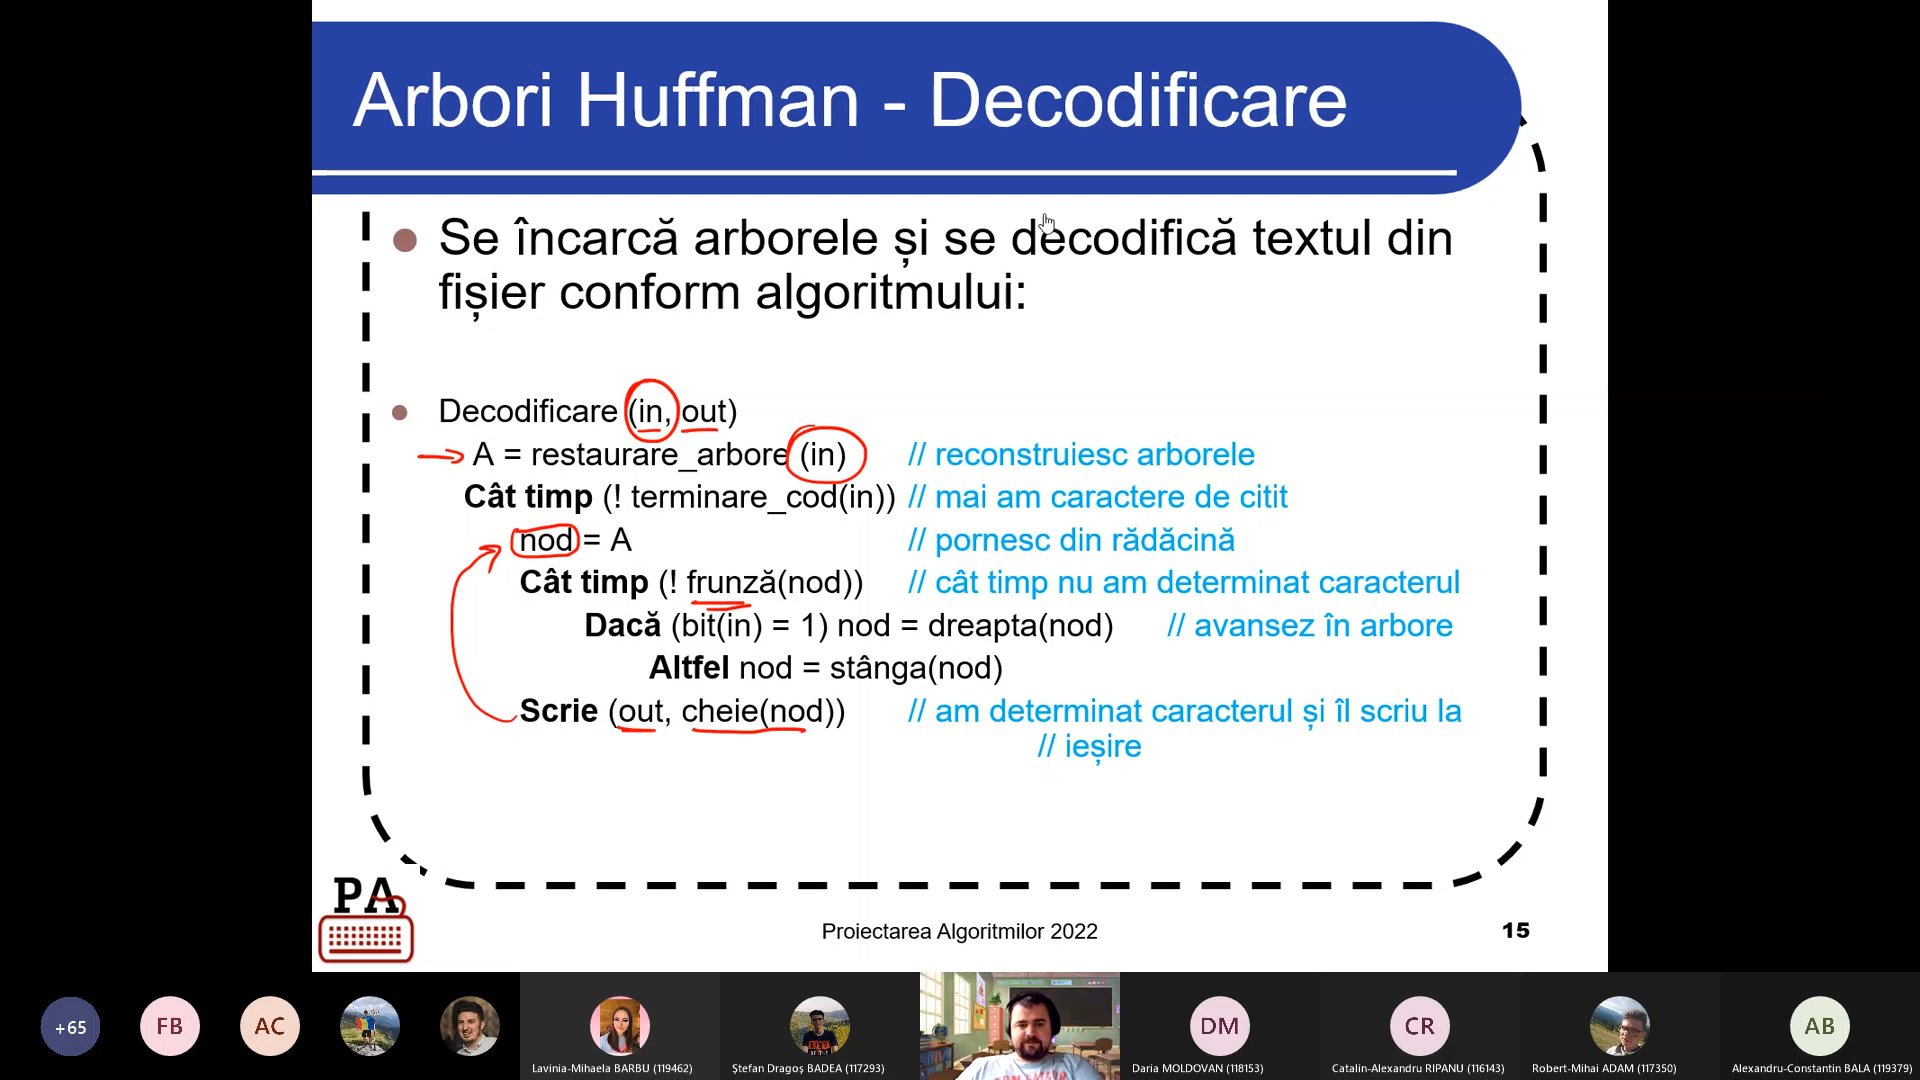 Arbori Huffman - Decodificare
Se încarcă arborele și se decodifică textul din
fișier conform algoritmului:
Decodificare (in, out)
A = restaurare_arbore (in) // reconstruiesc arborele
Cât timp (! terminare_cod(in)) // mai am caractere de citit
nod = A // pornesc din rădăcină
Cât timp (! frunză(nod)) // cât timp nu am determinat caracterul
Dacă (bit(in) = 1) nod = dreapta(nod) // avansez în arbore
Altfel nod = stânga(nod)
Scrie (out, cheie(nod)) // am determinat caracterul și îl scriu la
// ieșire
PA
Proiectarea Algoritmilor 2022
15
+65
FB
AC
DM
CR
AB
Lavinia-Mihaela BARBU (119462)
Ștefan Dragoș BADEA (117293)
Daria MOLDOVAN (118153)
Catalin-Alexandru RIPANU (116143)
Robert-Mihai ADAM (117350)
Alexandru-Constantin BALA (119379)